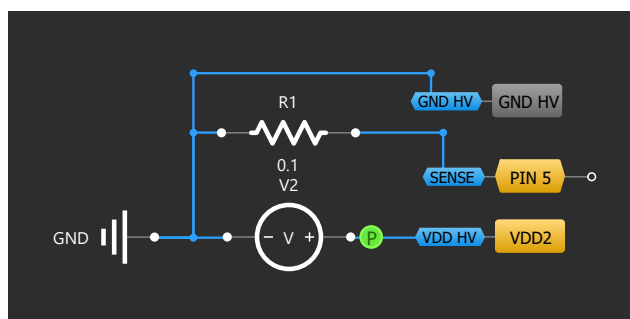 R1
GND HV GND HV
0.1
V2
SENSE PIN 5
GND - V + P VDD HV VDD2